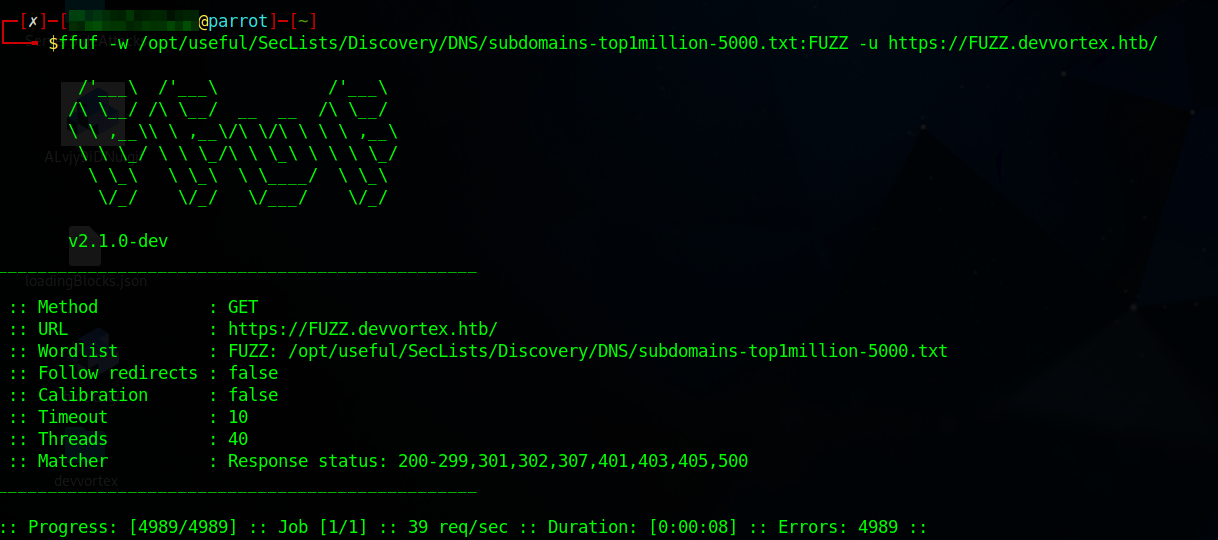 ┌─[✗]─[@parrot]─[~]
└──╼ $ffuf -w /opt/useful/SecLists/Discovery/DNS/subdomains-top1million-5000.txt:FUZZ -u https://FUZZ.devvortex.htb/
/'___\  /'___\           /'___\
/\ \__/ /\ \__/  __  __  /\ \__/
\ \ ,__\\ \ ,__\/\ \/\ \ \ \ ,__\
\ \ \_/ \ \ \_/\ \ \_\ \ \ \ \_/
\ \_\   \ \_\  \ \____/  \ \_\
\/_/    \/_/   \/___/    \/_/
v2.1.0-dev
________________________________________________
loadingBlocks.json
:: Method           : GET
:: URL              : https://FUZZ.devvortex.htb/
:: Wordlist         : FUZZ: /opt/useful/SecLists/Discovery/DNS/subdomains-top1million-5000.txt
:: Follow redirects : false
:: Calibration      : false
:: Timeout          : 10
:: Threads          : 40
:: Matcher          : Response status: 200-299,301,302,307,401,403,405,500
devvortex
________________________________________________
:: Progress: [4989/4989] :: Job [1/1] :: 39 req/sec :: Duration: [0:00:08] :: Errors: 4989 ::